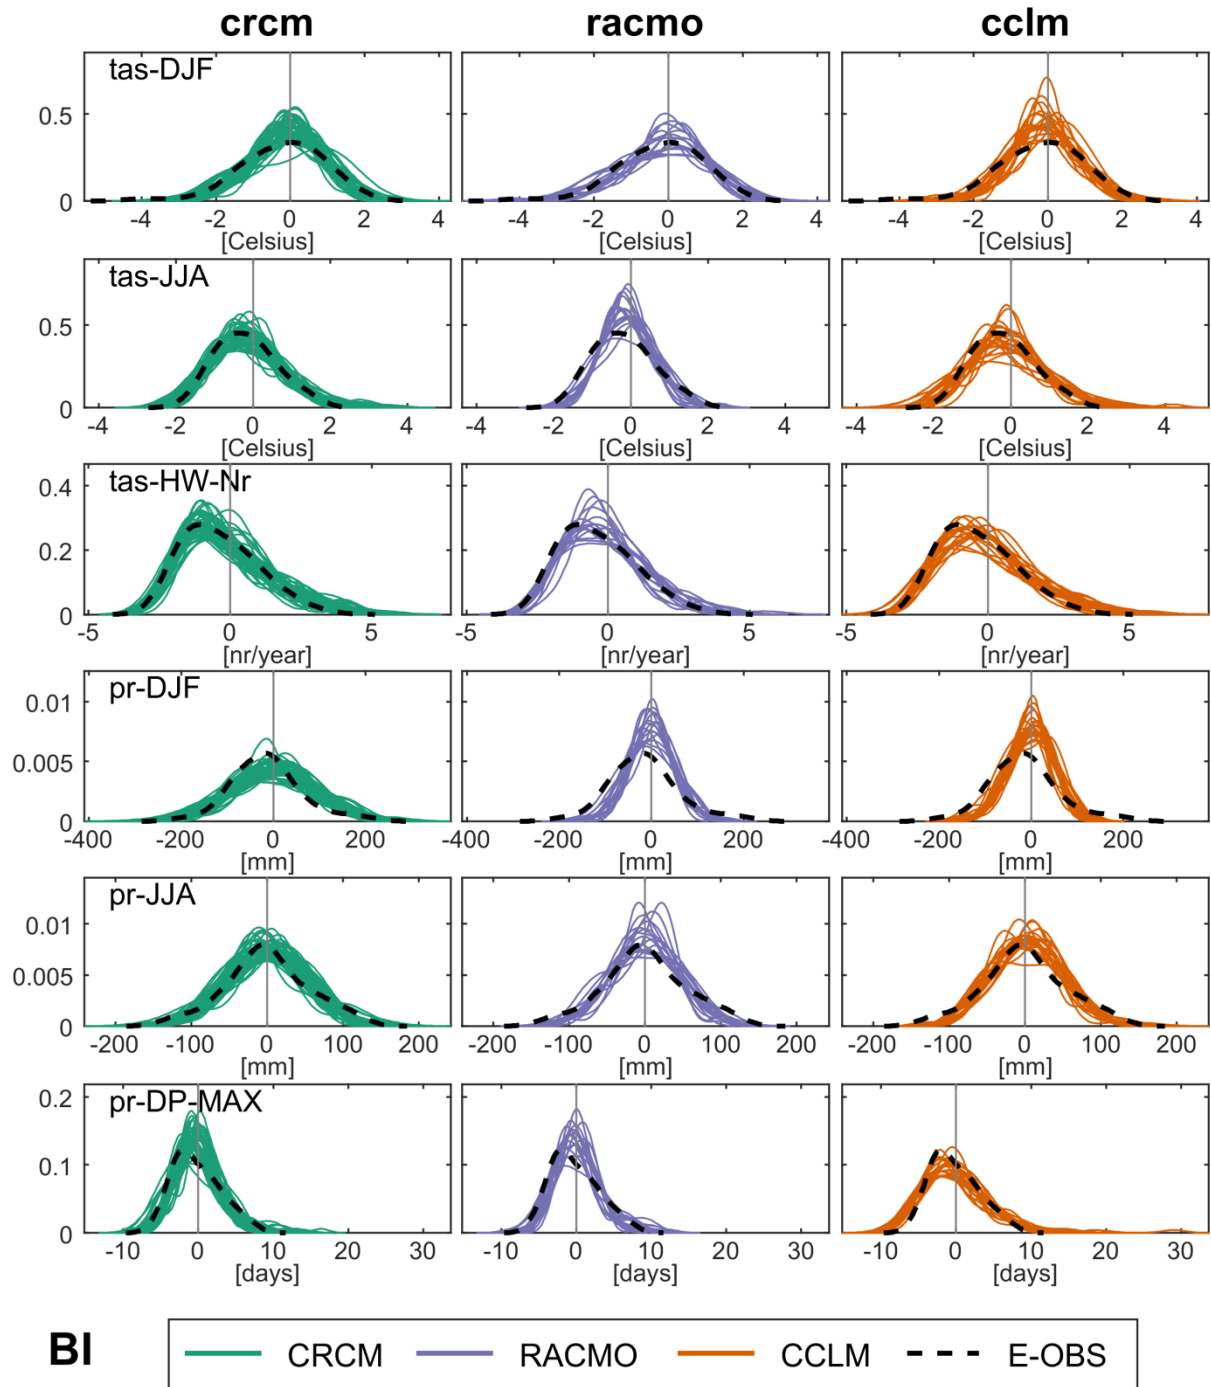 crcm racmo cclm
tas-DJF
0.5
0
-4 -2 0 2 4 -4 -2 0 2 4 -4 -2 0 2 4
[Celsius] [Celsius] [Celsius]
tas-JJA
0.5
0
-4 -2 0 2 4 -4 -2 0 2 4 -4 -2 0 2 4
[Celsius] [Celsius] [Celsius]
tas-HW-Nr
0.4
0.2
0
-5 0 5 -5 0 5 -5 0 5
[nr/year] [nr/year] [nr/year]
pr-DJF
0.01
0.005
0
-400 -200 0 200 -400 -200 0 200 -400 -200 0 200
[mm] [mm] [mm]
pr-JJA
0.01
0.005
0
-200 -100 0 100 200 -200 -100 0 100 200 -200 -100 0 100 200
[mm] [mm] [mm]
pr-DP-MAX
0.2
0.1
0
-10 0 10 20 30 -10 0 10 20 30 -10 0 10 20 30
[days] [days] [days]
BI CRCM RACMO CCLM E-OBS